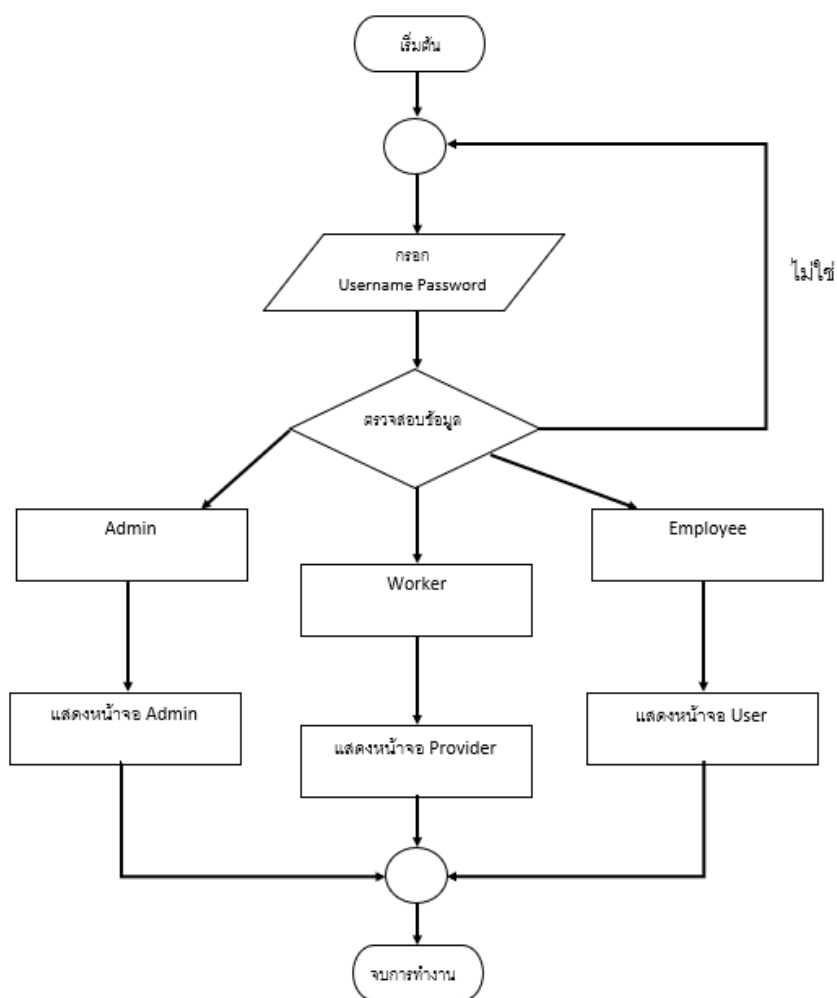 เริ่มต้น
กรอก
Username Password
ไม่ใช่
ตรวจสอบข้อมูล
Admin
Worker
Employee
แสดงหน้าจอ Admin
แสดงหน้าจอ Provider
แสดงหน้าจอ User
จบการทำงาน